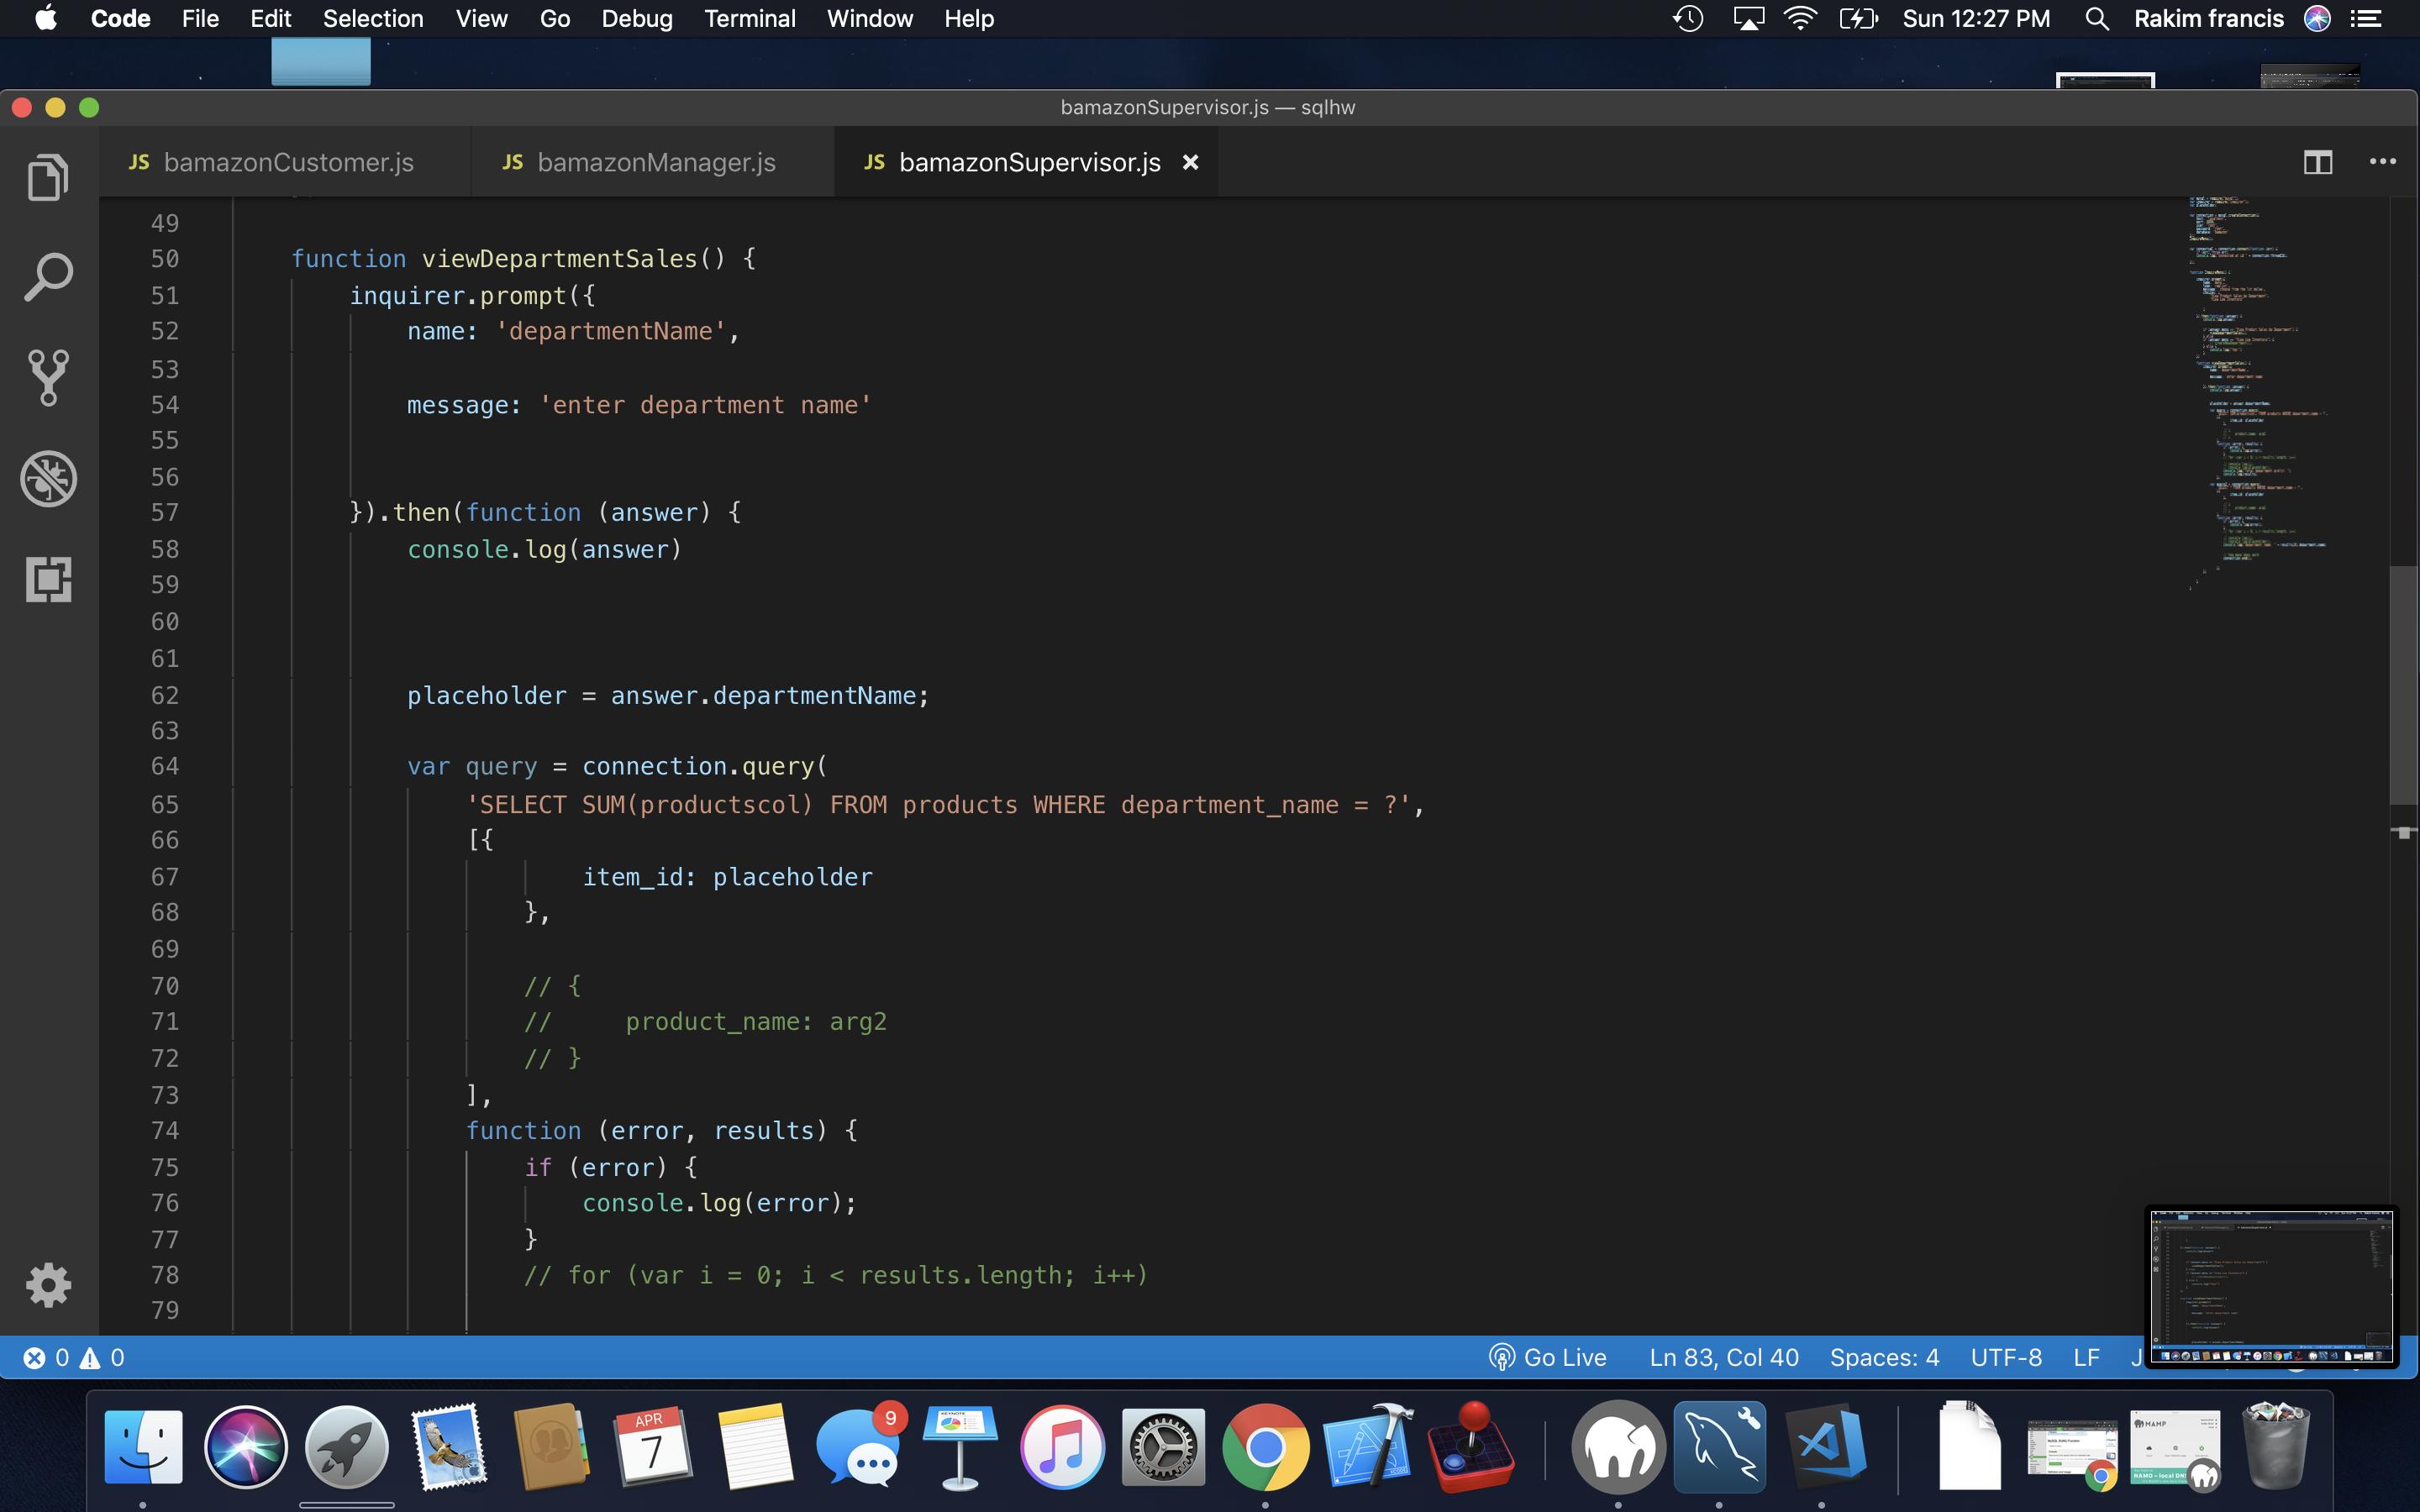 Code File Edit Selection View Go Debug Terminal Window Help Sun 12:27 PM Rakim francis
bamazonSupervisor.js — sqlhw
JS bamazonCustomer.js JS bamazonManager.js JS bamazonSupervisor.js
49
50 function viewDepartmentSales() {
51 inquirer.prompt({
52 name: 'departmentName',
53
54 message: 'enter department name'
55
56
57 }).then(function (answer) {
58 console.log(answer)
59
60
61
62 placeholder = answer.departmentName;
63
64 var query = connection.query(
65 'SELECT SUM(productscol) FROM products WHERE department_name = ?',
66 [{
67 item_id: placeholder
68 },
69
70 // {
71 // product_name: arg2
72 // }
73 ],
74 function (error, results) {
75 if (error) {
76 console.log(error);
77 }
78 // for (var i = 0; i < results.length; i++)
79
0 0 Go Live Ln 83, Col 40 Spaces: 4 UTF-8 LF J
9
APR
7
KEYNOTE
MAMP